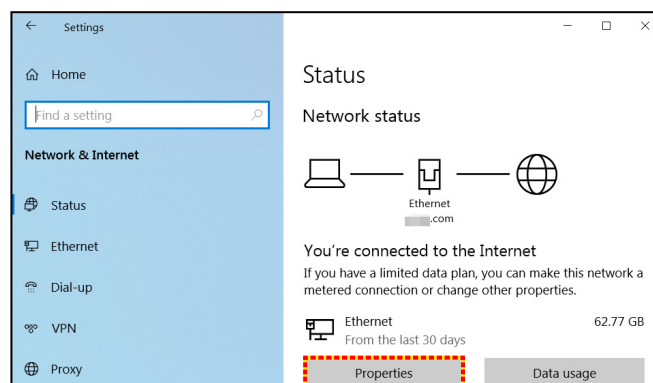 Settings
Home
Find a setting
Network & Internet
Status
Ethernet
Dial-up
VPN
Proxy
Status
Network status
Ethernet
.com
You're connected to the Internet
If you have a limited data plan, you can make this network a
metered connection or change other properties.
Ethernet 62.77 GB
From the last 30 days
Properties Data usage